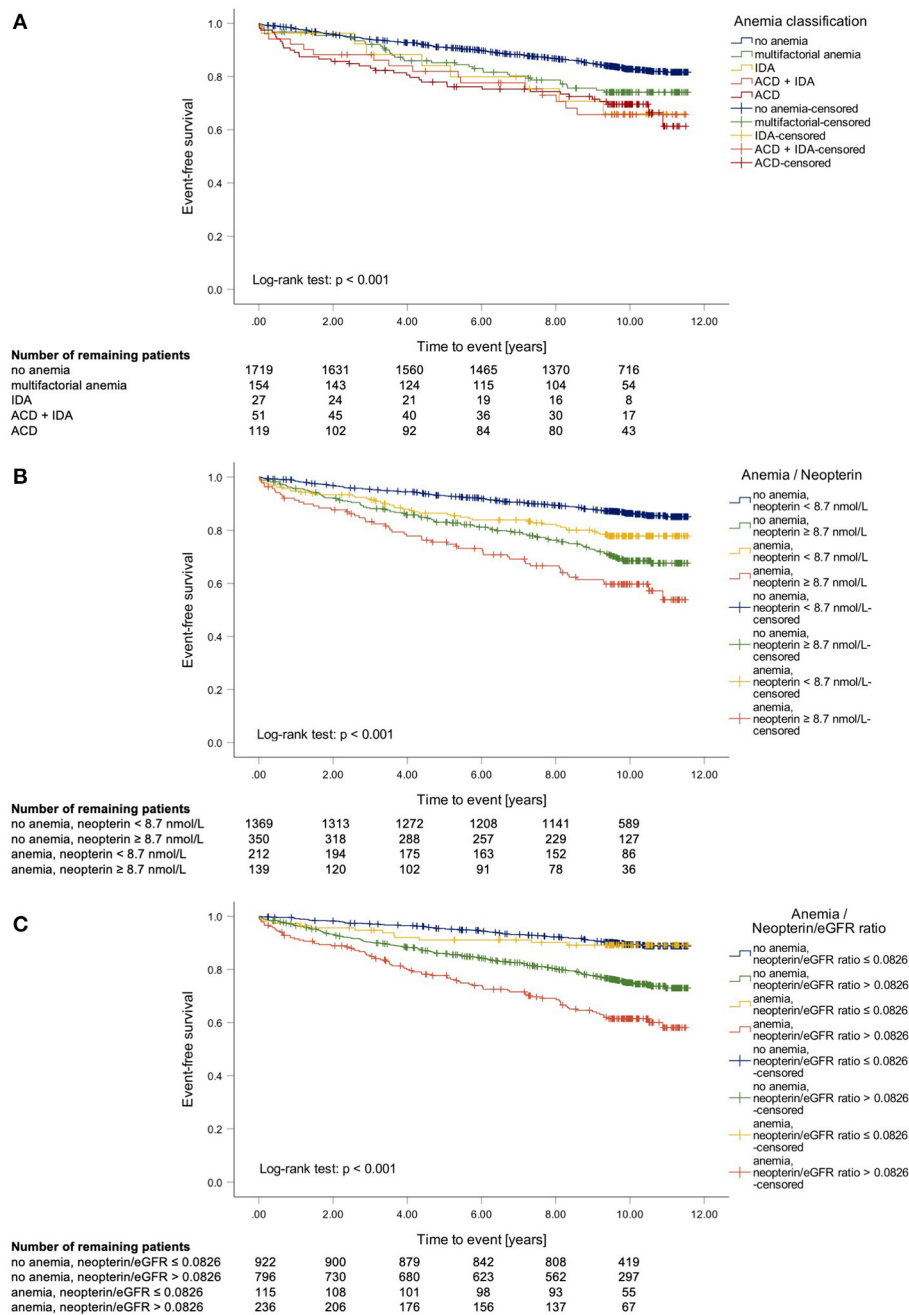 A
Anemia classification
no anemia
multifactorial anemia
IDA
ACD + IDA
ACD
no anemia-censored
multifactorial-censored
IDA-censored
ACD + IDA-censored
ACD-censored
Event-free survival
1.0
0.8
0.6
0.4
0.2
0.0
Log-rank test: p < 0.001
.00 2.00 4.00 6.00 8.00 10.00 12.00
Time to event [years]
Number of remaining patients
no anemia 1719 1631 1560 1465 1370 716
multifactorial anemia 154 143 124 115 104 54
IDA 27 24 21 19 16 8
ACD + IDA 51 45 40 36 30 17
ACD 119 102 92 84 80 43
B
Anemia / Neopterin
no anemia,
neopterin < 8.7 nmol/L
no anemia,
neopterin ≥ 8.7 nmol/L
anemia,
neopterin < 8.7 nmol/L
anemia,
neopterin ≥ 8.7 nmol/L
no anemia,
neopterin < 8.7 nmol/L-
censored
no anemia,
neopterin ≥ 8.7 nmol/L-
censored
anemia,
neopterin < 8.7 nmol/L-
censored
anemia,
neopterin ≥ 8.7 nmol/L-
censored
Event-free survival
1.0
0.8
0.6
0.4
0.2
0.0
Log-rank test: p < 0.001
.00 2.00 4.00 6.00 8.00 10.00 12.00
Time to event [years]
Number of remaining patients
no anemia, neopterin < 8.7 nmol/L 1369 1313 1272 1208 1141 589
no anemia, neopterin ≥ 8.7 nmol/L 350 318 288 257 229 127
anemia, neopterin < 8.7 nmol/L 212 194 175 163 152 86
anemia, neopterin ≥ 8.7 nmol/L 139 120 102 91 78 36
C
Anemia /
Neopterin/eGFR ratio
no anemia,
neopterin/eGFR ratio ≤ 0.0826
no anemia,
neopterin/eGFR ratio > 0.0826
anemia,
neopterin/eGFR ratio ≤ 0.0826
anemia,
neopterin/eGFR ratio > 0.0826
no anemia,
neopterin/eGFR ratio ≤ 0.0826
-censored
no anemia,
neopterin/eGFR ratio > 0.0826
-censored
anemia,
neopterin/eGFR ratio ≤ 0.0826
-censored
anemia,
neopterin/eGFR ratio > 0.0826
-censored
Event-free survival
1.0
0.8
0.6
0.4
0.2
0.0
Log-rank test: p < 0.001
.00 2.00 4.00 6.00 8.00 10.00 12.00
Time to event [years]
Number of remaining patients
no anemia, neopterin/eGFR ≤ 0.0826 922 900 879 842 808 419
no anemia, neopterin/eGFR > 0.0826 796 730 680 623 562 297
anemia, neopterin/eGFR ≤ 0.0826 115 108 101 98 93 55
anemia, neopterin/eGFR > 0.0826 236 206 176 156 137 67